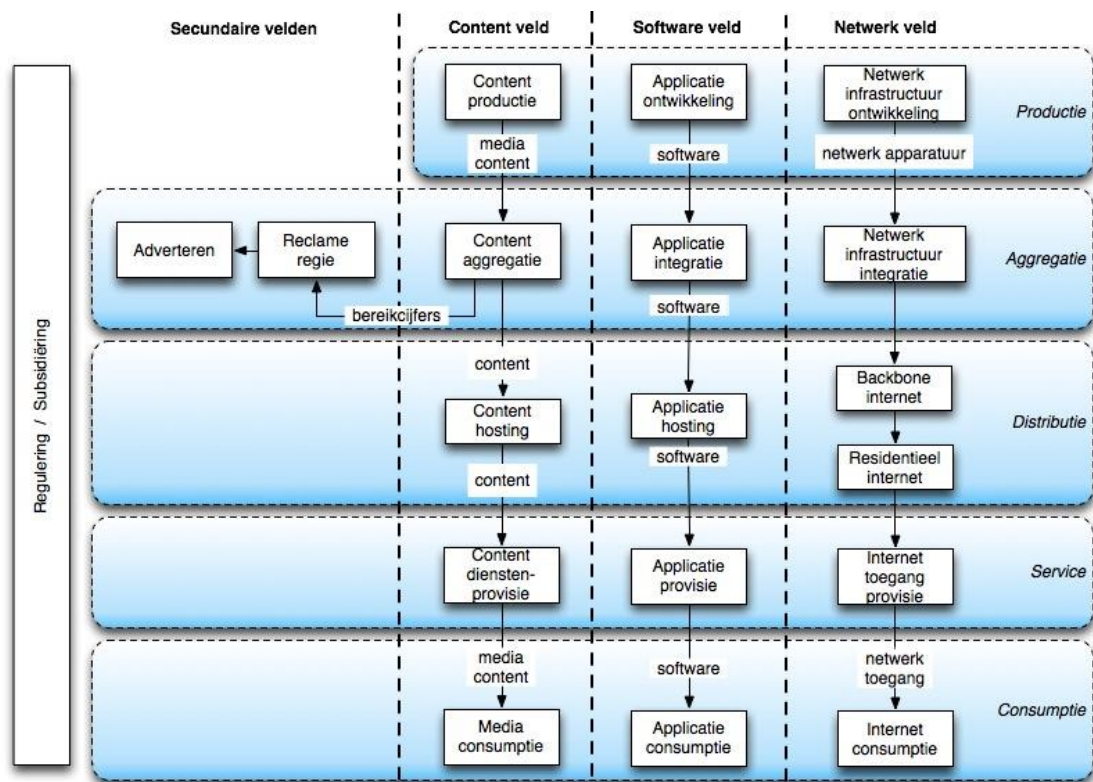 Secundaire velden
Content veld
Software veld
Netwerk veld
Regulering / Subsidiëring
Content
productie
Applicatie
ontwikkeling
Netwerk
infrastructuur
ontwikkeling
Productie
media
content
software
netwerk apparatuur
Adverteren
Reclame
regie
Content
aggregatie
Applicatie
integratie
Netwerk
infrastructuur
integratie
Aggregatie
bereikcijfers
software
content
Content
hosting
Applicatie
hosting
Backbone
internet
Distributie
content
software
Residentieel
internet
Content
diensten-
provisie
Applicatie
provisie
Internet
toegang
provisie
Service
media
content
software
netwerk
toegang
Media
consumptie
Applicatie
consumptie
Internet
consumptie
Consumptie